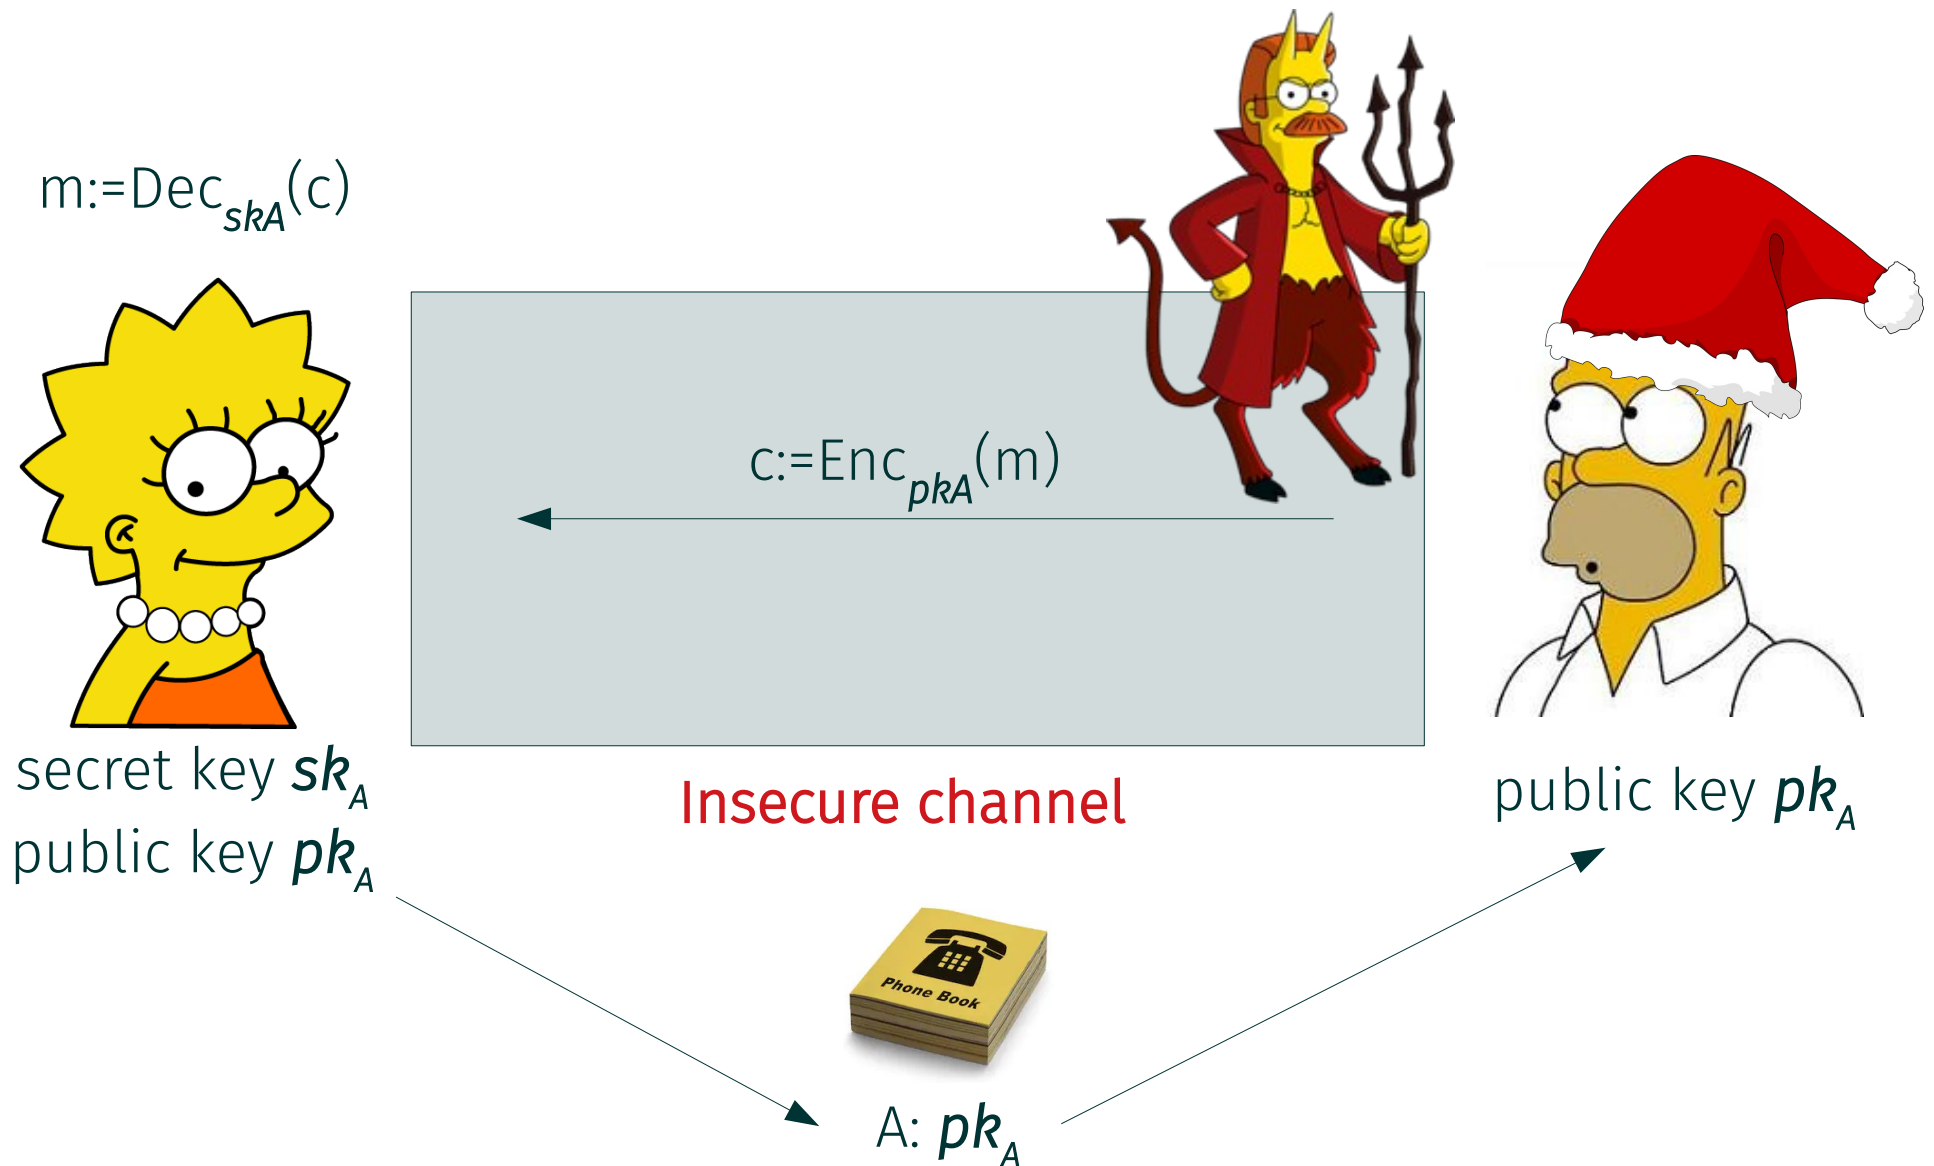 m:=Dec_skA(c)
c:=Enc_pkA(m)
secret key sk_A
public key pk_A
Insecure channel
public key pk_A
Phone Book
A: pk_A